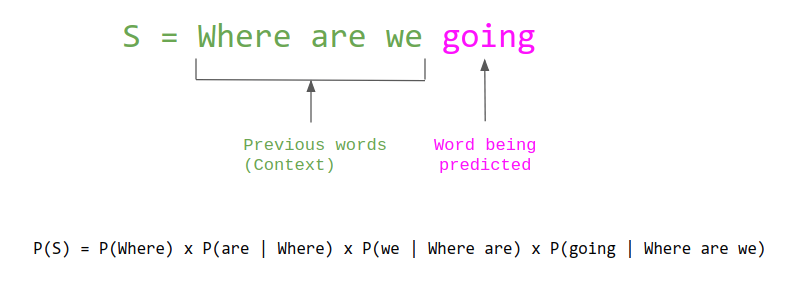 S = Where are we going
Previous words
(Context)
Word being
predicted
P(S) = P(Where) x P(are | Where) x P(we | Where are) x P(going | Where are we)